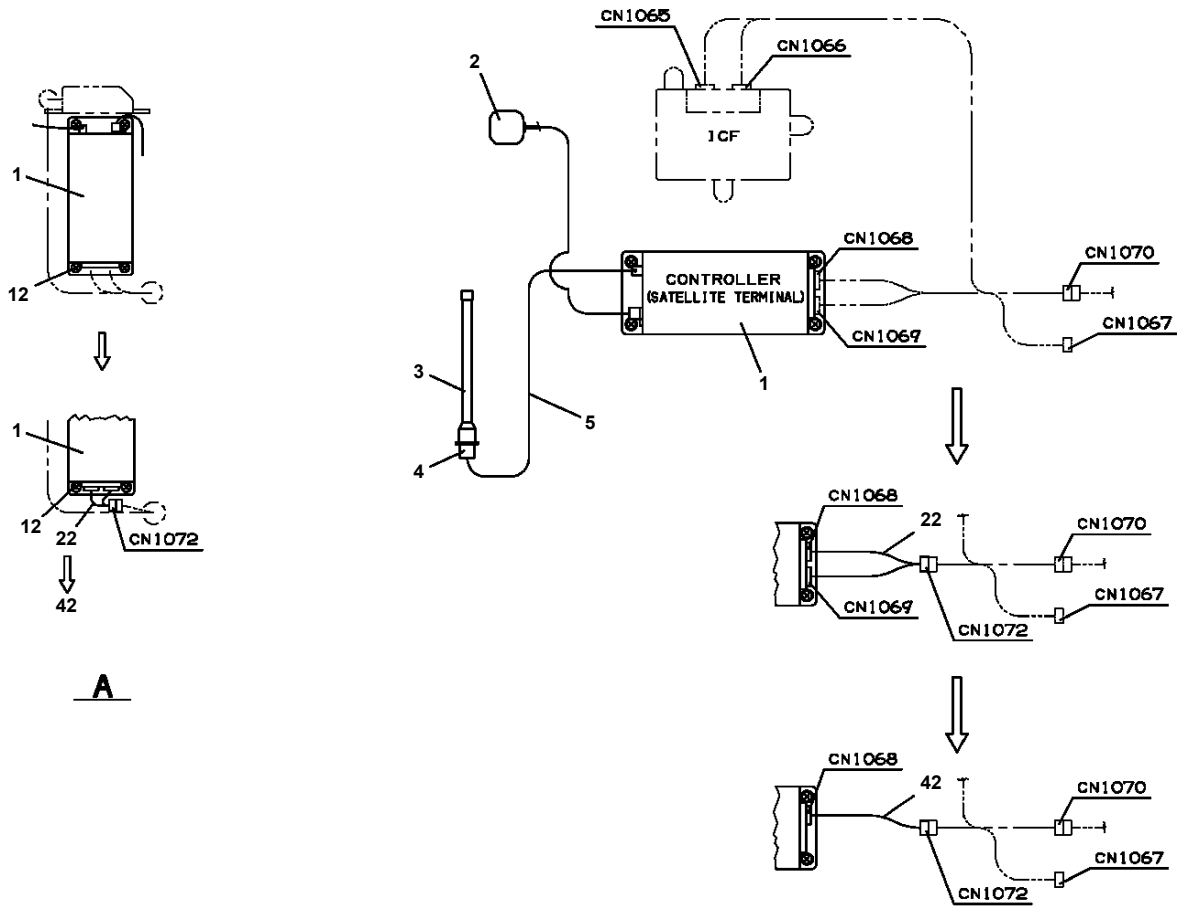 CN1065
CN1066
2
ICF
1
CN1068
CONTROLLER
(SATELLITE TERMINAL)
CN1070
12
CN1069
CN1067
1
3
5
4
1
12
22
CN1072
42
CN1068
22
CN1070
CN1069
CN1067
CN1072
A
CN1068
42
CN1070
CN1067
CN1072